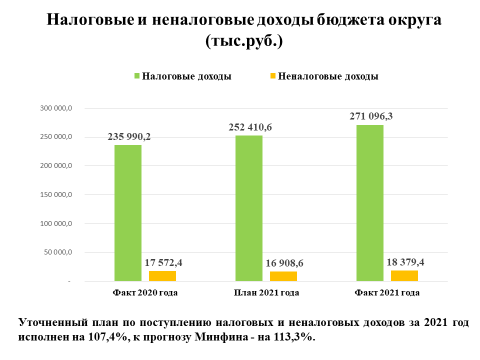 Налоговые и неналоговые доходы бюджета округа
(тыс.руб.)
Налоговые доходы Неналоговые доходы
300 000,0
250 000,0
200 000,0
150 000,0
100 000,0
50 000,0
-
235 990,2
17 572,4
252 410,6
16 908,6
271 096,3
18 379,4
Факт 2020 года План 2021 года Факт 2021 года
Уточненный план по поступлению налоговых и неналоговых доходов за 2021 год
исполнен на 107,4%, к прогнозу Минфина - на 113,3%.